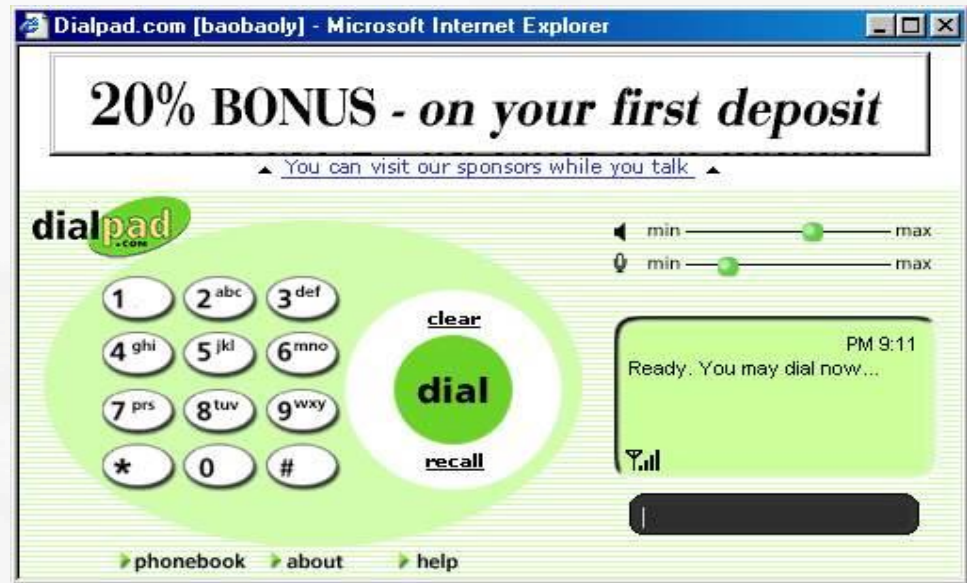 Dialpad.com [baobaoly] - Microsoft Internet Explorer
20% BONUS - on your first deposit
You can visit our sponsors while you talk
dialpad
.com
min max
min max
1 2 abc 3 def
4 ghi 5 jkl 6 mno
7 prs 8 tuv 9 wxy
* 0 #
clear
dial
recall
PM 9:11
Ready. You may dial now...
phonebook about help